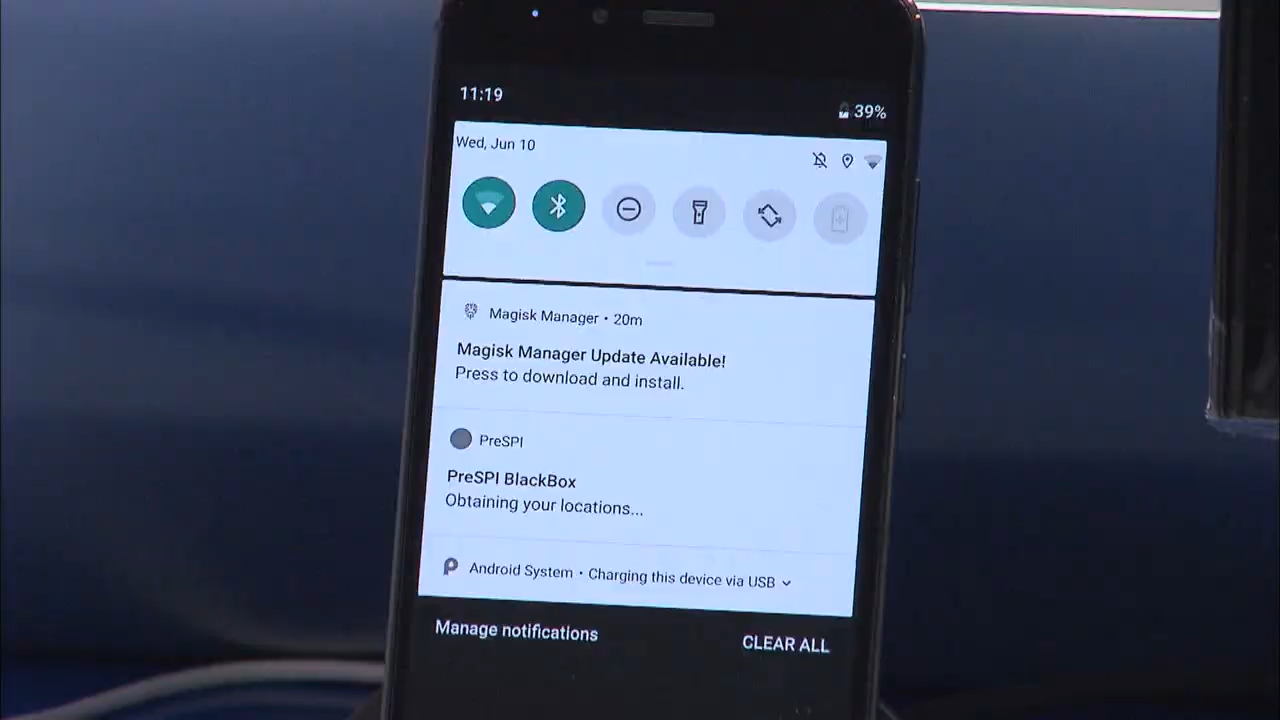 11:19
39%
Wed, Jun 10
Magisk Manager • 20m
Magisk Manager Update Available!
Press to download and install.
PreSPI
PreSPI BlackBox
Obtaining your locations...
Android System • Charging this device via USB
Manage notifications
CLEAR ALL